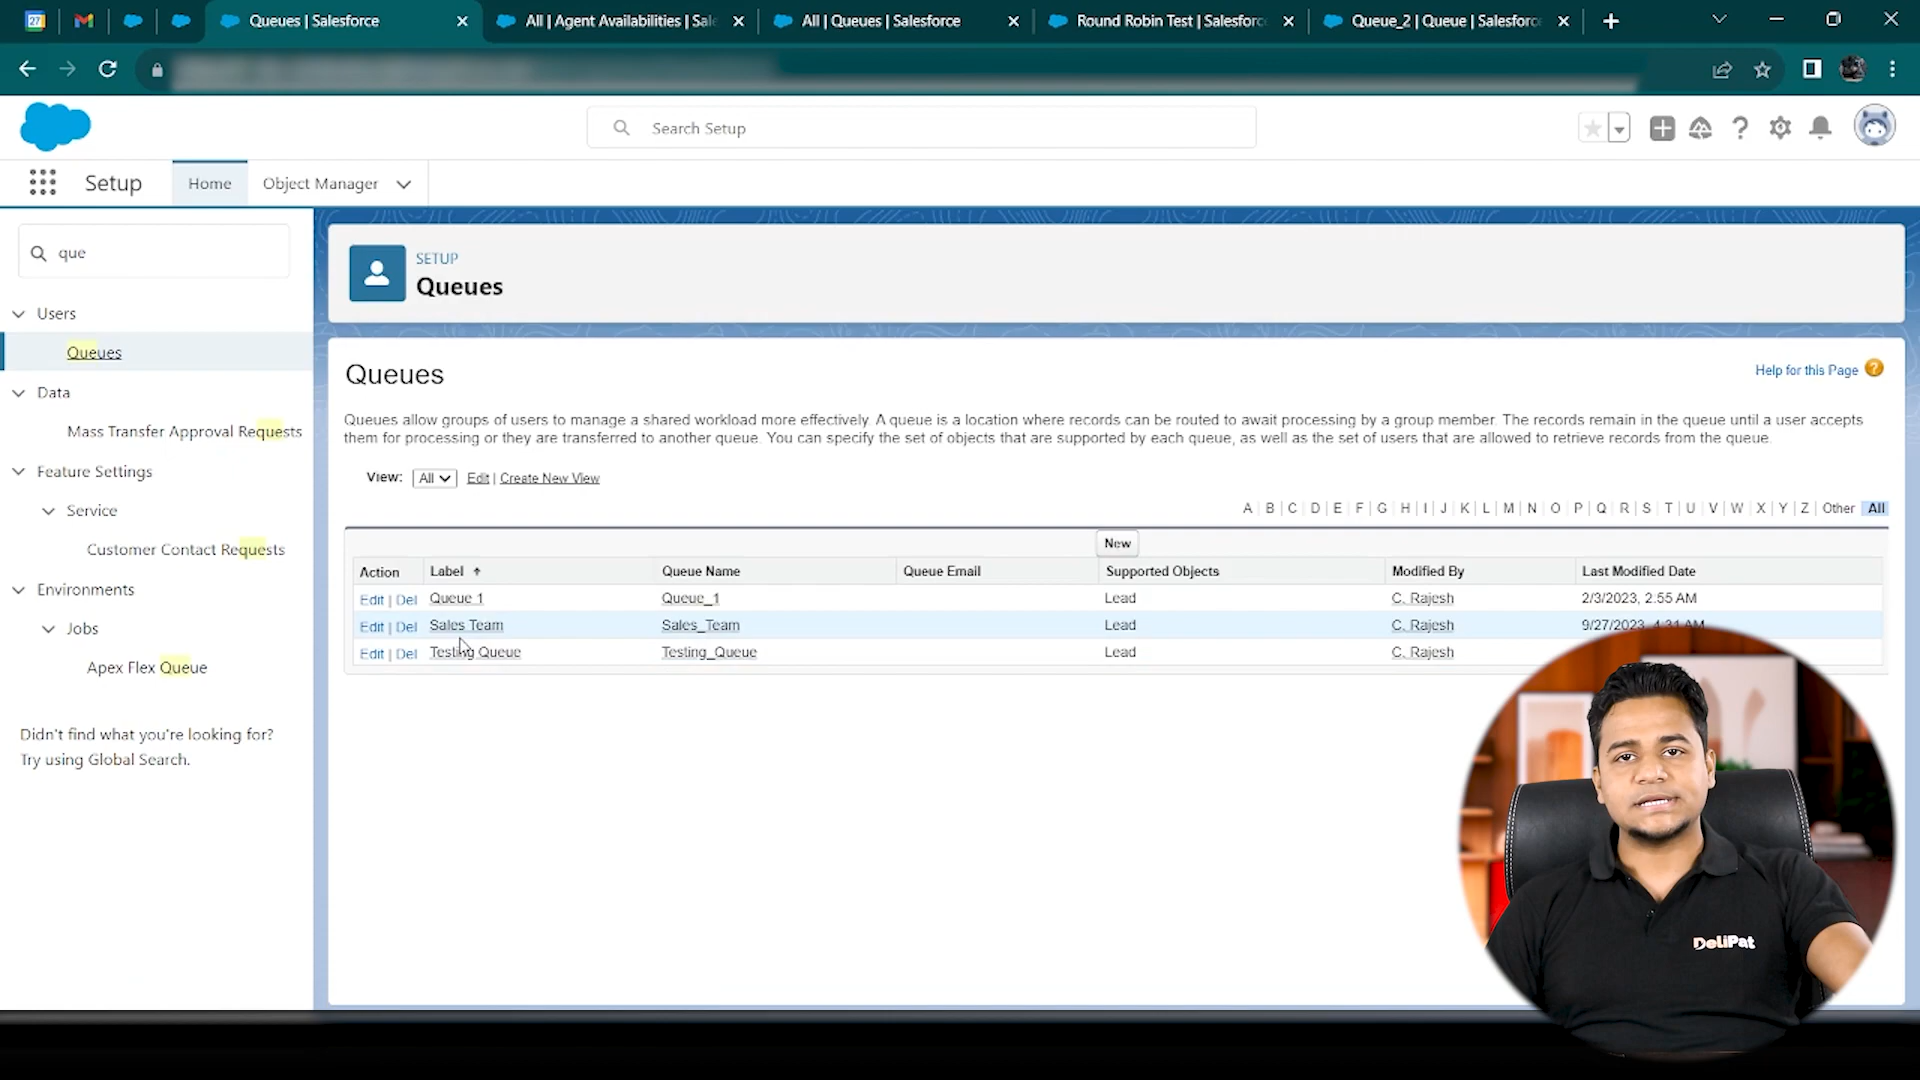 Queues | Salesforce
All | Agent Availabilities | Sale
All | Queues | Salesforce
Round Robin Test | Salesforc
Queue_2 | Queue | Salesforc
Search Setup
Setup
Home
Object Manager
que
Users
Queues
Data
Mass Transfer Approval Requests
Feature Settings
Service
Customer Contact Requests
Environments
Jobs
Apex Flex Queue
Didn't find what you're looking for?
Try using Global Search.
SETUP
Queues
Queues
Help for this Page ?
Queues allow groups of users to manage a shared workload more effectively. A queue is a location where records can be routed to await processing by a group member. The records remain in the queue until a user accepts
them for processing or they are transferred to another queue. You can specify the set of objects that are supported by each queue, as well as the set of users that are allowed to retrieve records from the queue.
View: All Edit | Create New View
A | B | C | D | E | F | G | H | I | J | K | L | M | N | O | P | Q | R | S | T | U | V | W | X | Y | Z | Other All
New
Action Label Queue Name Queue Email Supported Objects Modified By Last Modified Date
Edit | Del Queue 1 Queue_1 Lead C, Rajesh 2/3/2023, 2:55 AM
Edit | Del Sales Team Sales_Team Lead C, Rajesh 9/27/2023, 4:31 AM
Edit | Del Testing Queue Testing_Queue Lead C, Rajesh
DeliPat